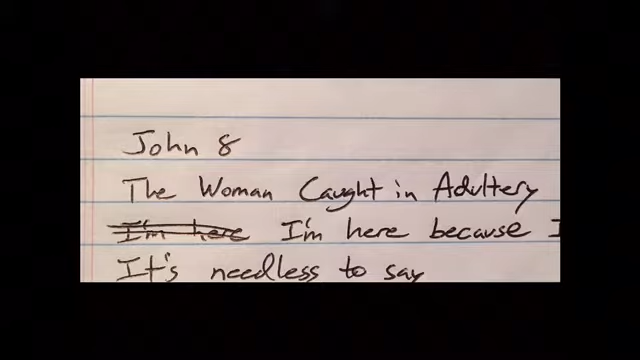 John 8
The Woman Caught in Adultery
I'm here I'm here because I
It's needless to say